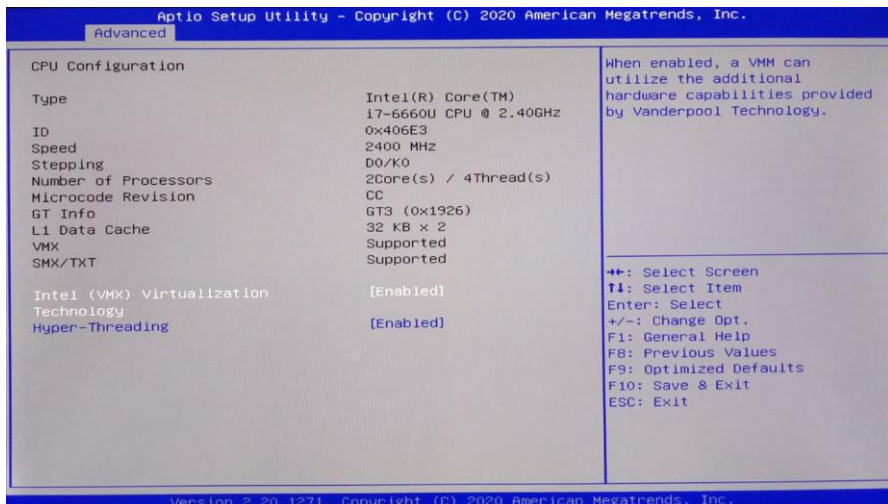 Aptio Setup Utility – Copyright (C) 2020 American Megatrends, Inc.
Advanced
CPU Configuration
Type Intel(R) Core(TM)
i7-6660U CPU @ 2.40GHz
ID 0x406E3
Speed 2400 MHz
Stepping D0/K0
Number of Processors 2Core(s) / 4Thread(s)
Microcode Revision CC
GT Info GT3 (0x1926)
L1 Data Cache 32 KB x 2
VMX Supported
SMX/TXT Supported
Intel (VMX) Virtualization [Enabled]
Technology
Hyper-Threading [Enabled]
When enabled, a VMM can
utilize the additional
hardware capabilities provided
by Vanderpool Technology.
→←: Select Screen
↑↓: Select Item
Enter: Select
+/-: Change Opt.
F1: General Help
F8: Previous Values
F9: Optimized Defaults
F10: Save & Exit
ESC: Exit
Version 2.20.1271. Copyright (C) 2020 American Megatrends, Inc.